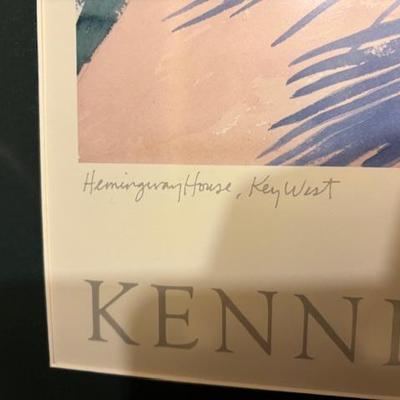 Hemingway House, Key West
KENN